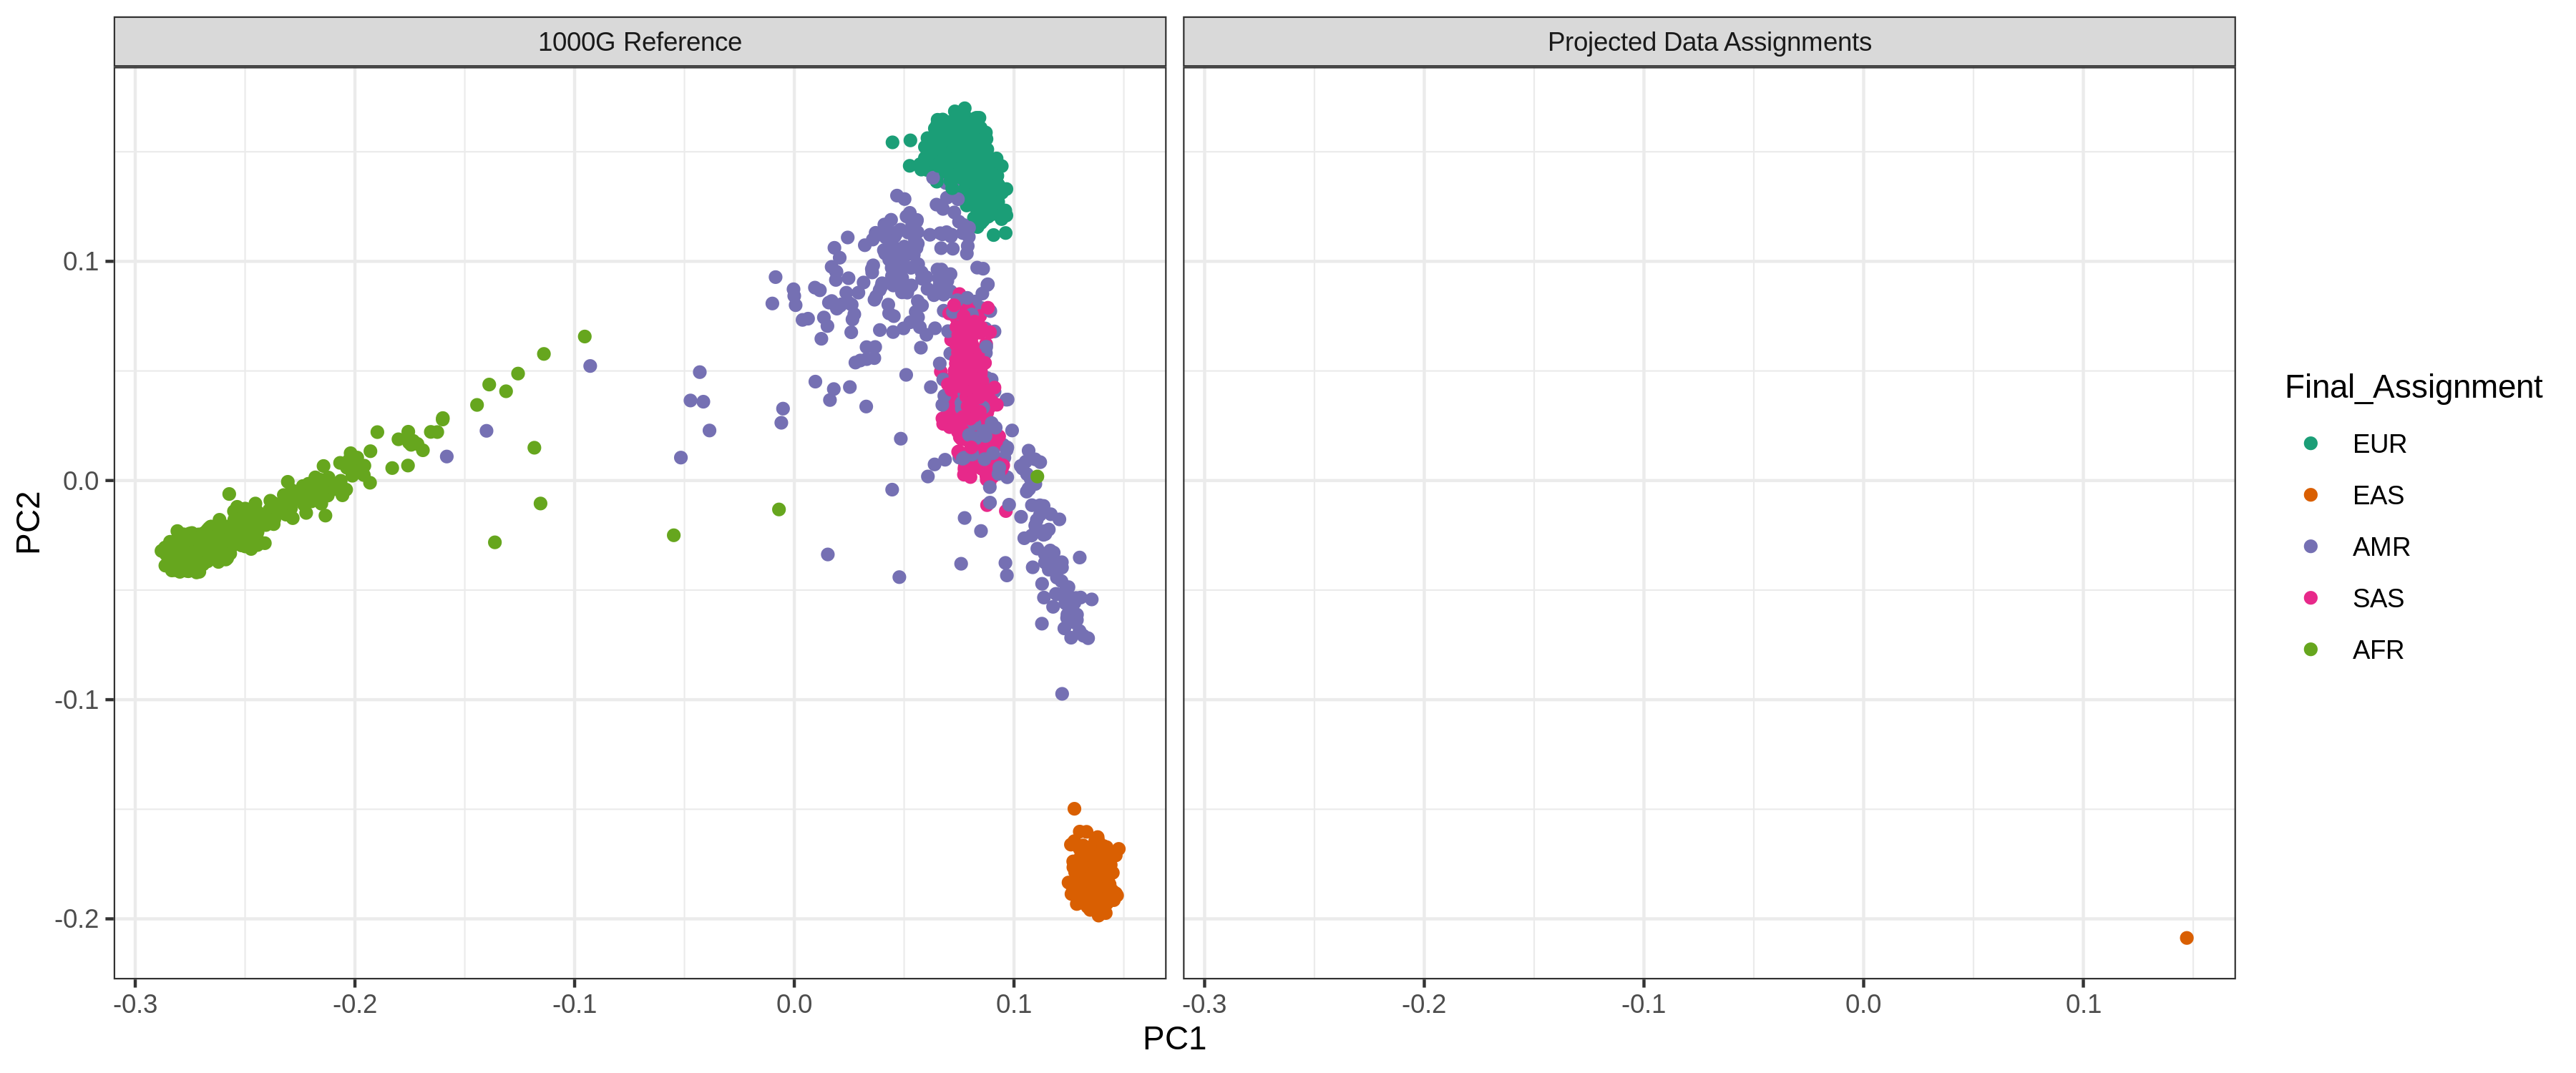 1000G Reference
Projected Data Assignments
PC2
0.1
0.0
-0.1
-0.2
-0.3 -0.2 -0.1 0.0 0.1
-0.3 -0.2 -0.1 0.0 0.1
PC1
Final_Assignment
EUR
EAS
AMR
SAS
AFR